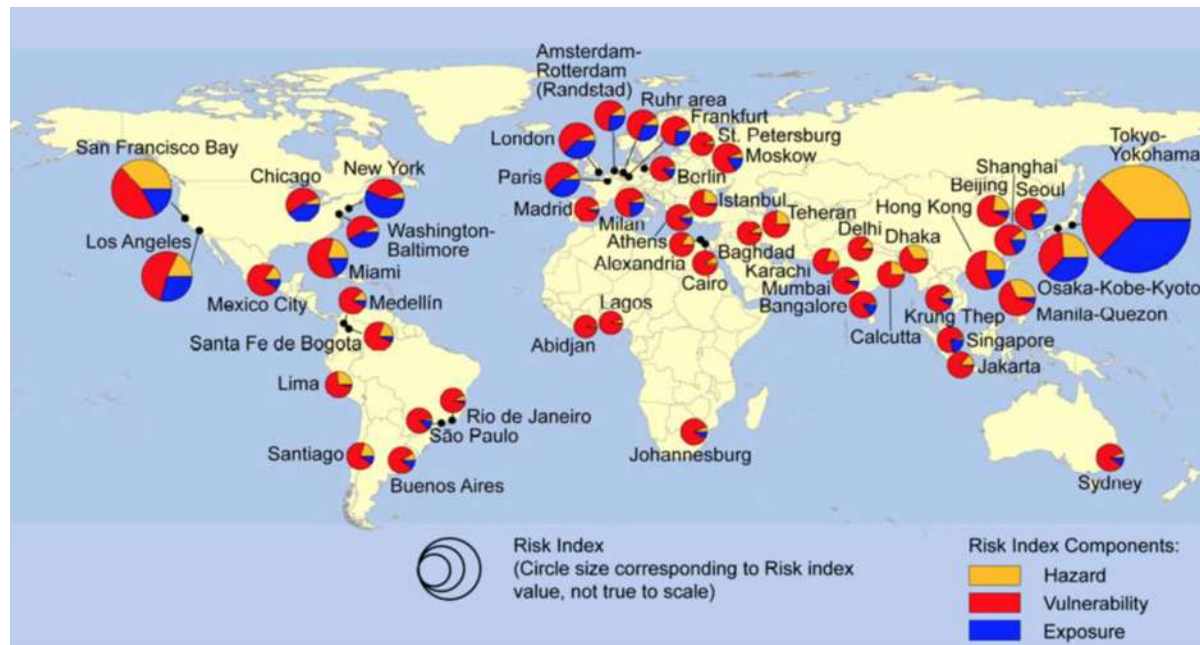 Amsterdam-
Rotterdam
(Randstad)
Ruhr area
Frankfurt
St. Petersburg
Moskow
London
Paris
Berlin
Madrid
Milan
Istanbul
Athens
Teheran
Alexandria
Baghdad
Cairo
San Francisco Bay
Chicago
New York
Los Angeles
Washington-
Baltimore
Miami
Mexico City
Medellín
Santa Fe de Bogota
Lima
Rio de Janeiro
São Paulo
Santiago
Buenos Aires
Lagos
Abidjan
Johannesburg
Tokyo-
Yokohama
Shanghai
Beijing
Seoul
Hong Kong
Delhi
Dhaka
Karachi
Mumbai
Bangalore
Osaka-Kobe-Kyoto
Krung Thep
Manila-Quezon
Calcutta
Singapore
Jakarta
Sydney
Risk Index
(Circle size corresponding to Risk index
value, not true to scale)
Risk Index Components:
Hazard
Vulnerability
Exposure